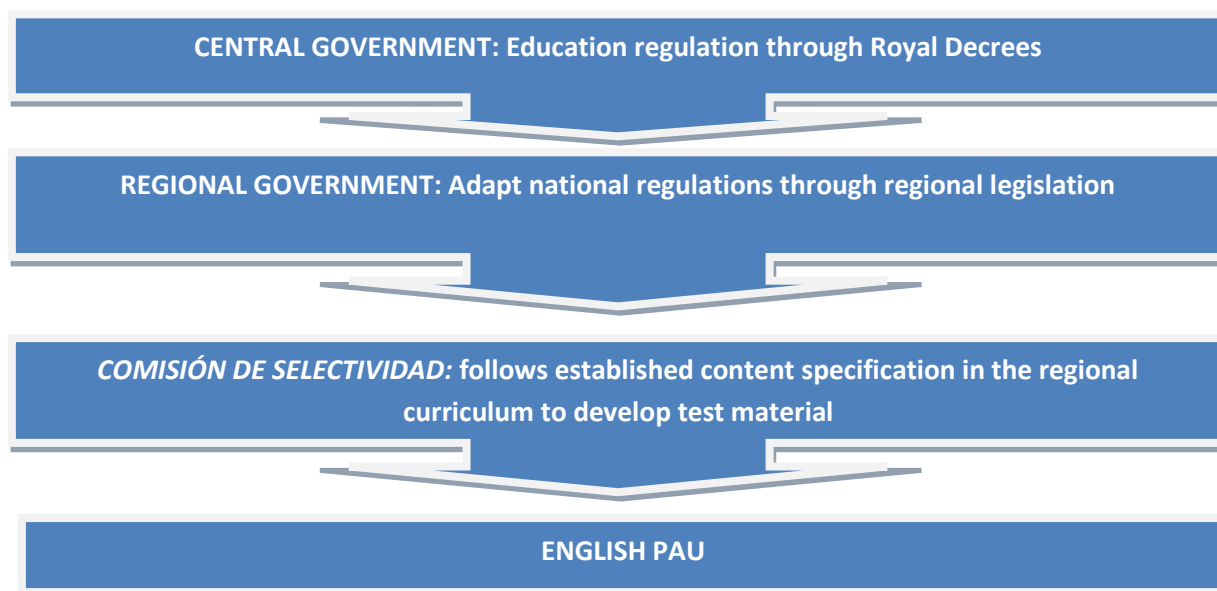 CENTRAL GOVERNMENT: Education regulation through Royal Decrees
REGIONAL GOVERNMENT: Adapt national regulations through regional legislation
COMISIÓN DE SELECTIVIDAD: follows established content specification in the regional
curriculum to develop test material
ENGLISH PAU